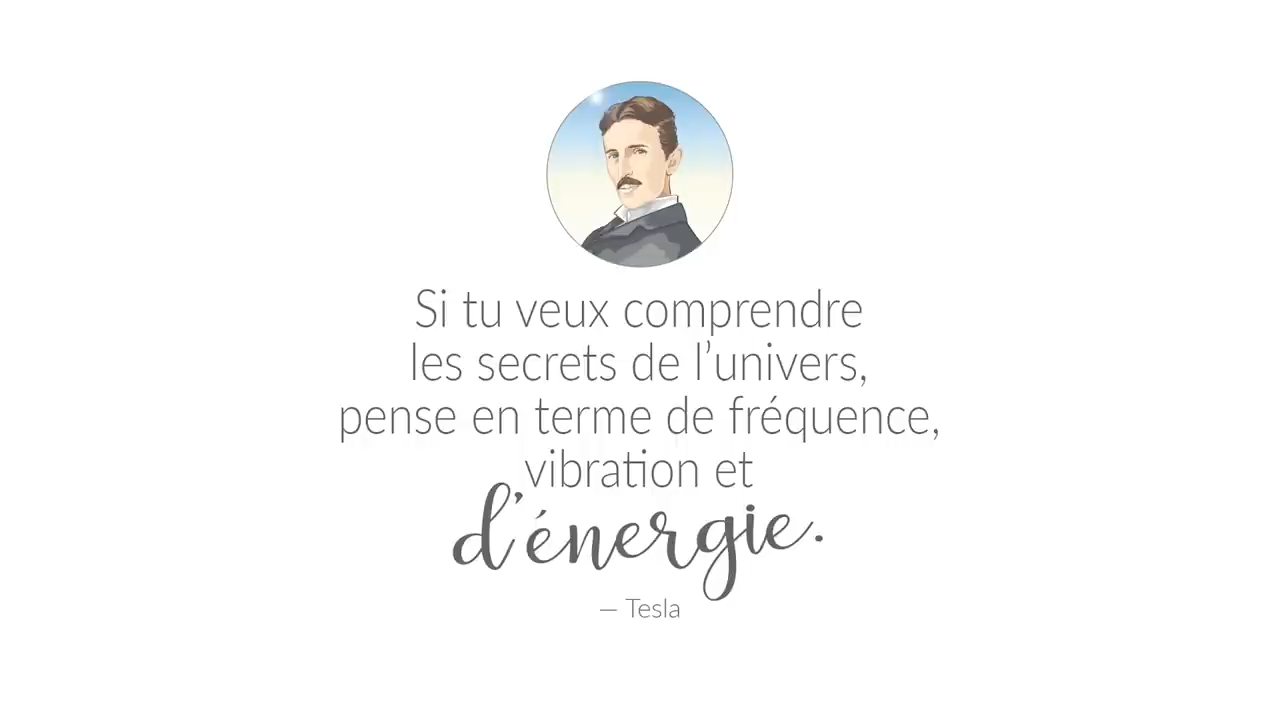 Si tu veux comprendre
les secrets de l’univers,
pense en terme de fréquence,
vibration et
d’énergie.
— Tesla